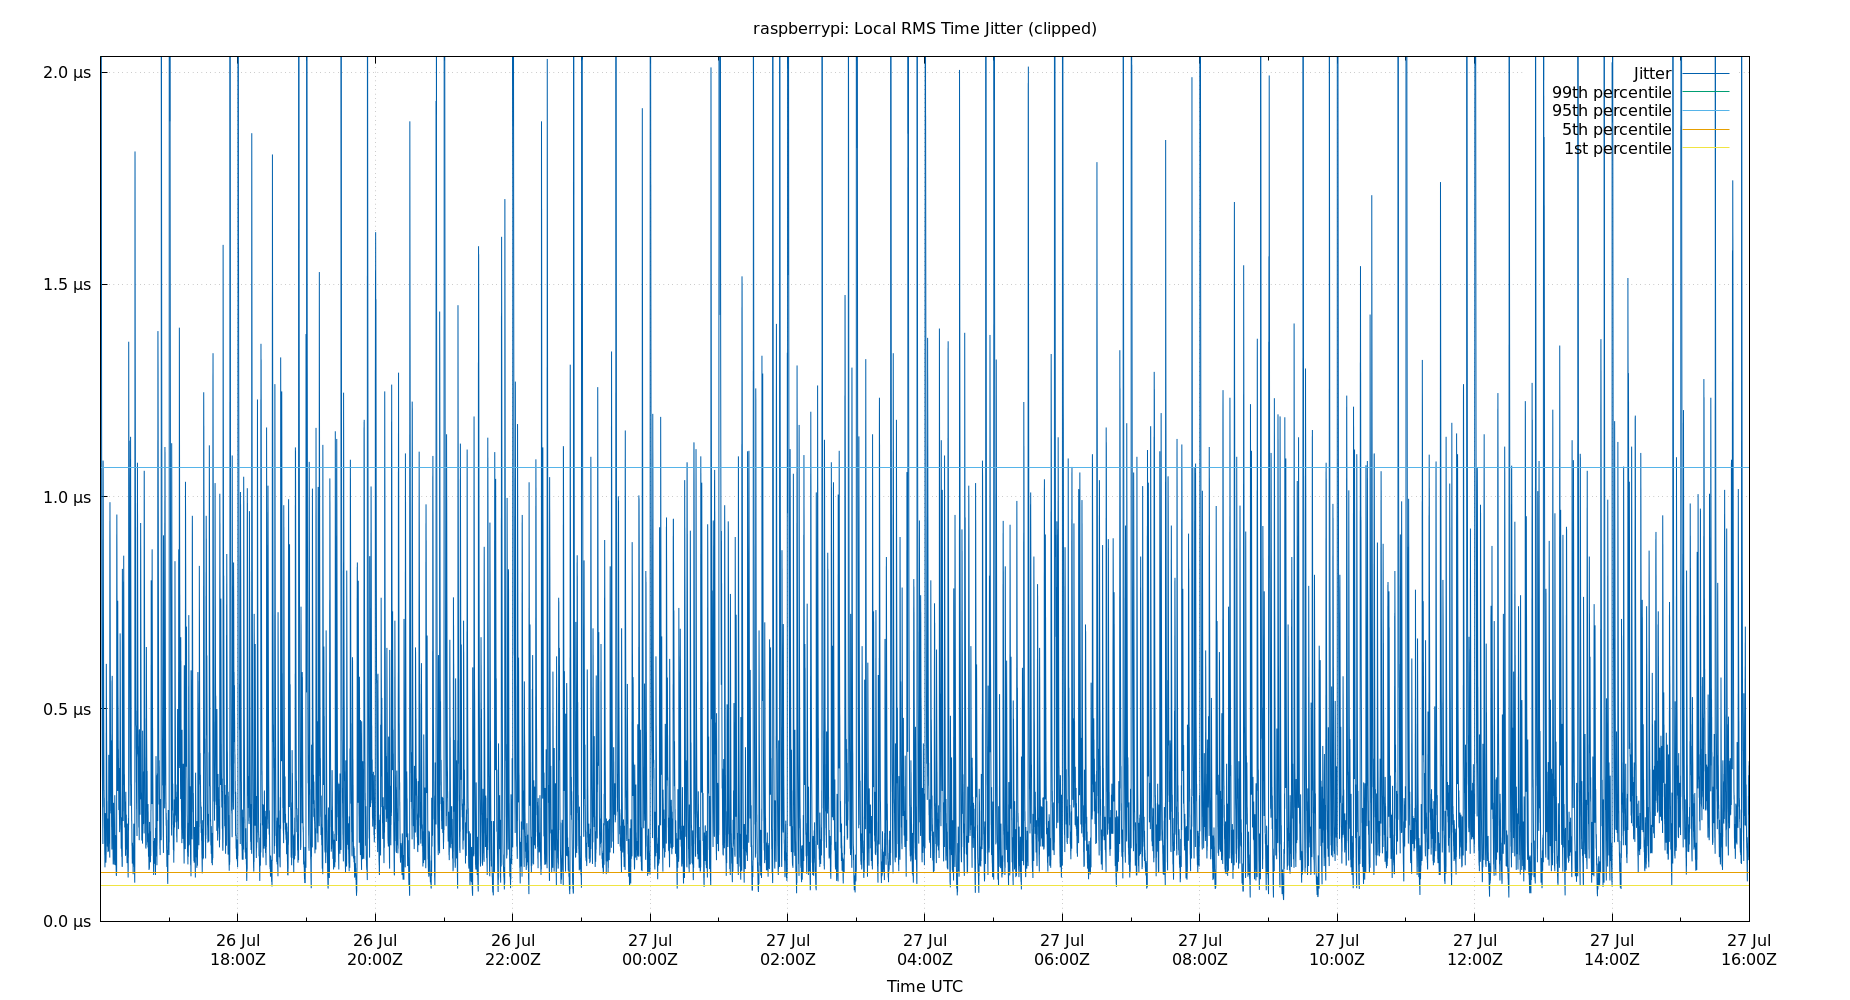 raspberrypi: Local RMS Time Jitter (clipped)
2.0 µs
1.5 µs
1.0 µs
0.5 µs
0.0 µs
Jitter
99th percentile
95th percentile
5th percentile
1st percentile
26 Jul
18:00Z
26 Jul
20:00Z
26 Jul
22:00Z
27 Jul
00:00Z
27 Jul
02:00Z
27 Jul
04:00Z
27 Jul
06:00Z
27 Jul
08:00Z
27 Jul
10:00Z
27 Jul
12:00Z
27 Jul
14:00Z
27 Jul
16:00Z
Time UTC